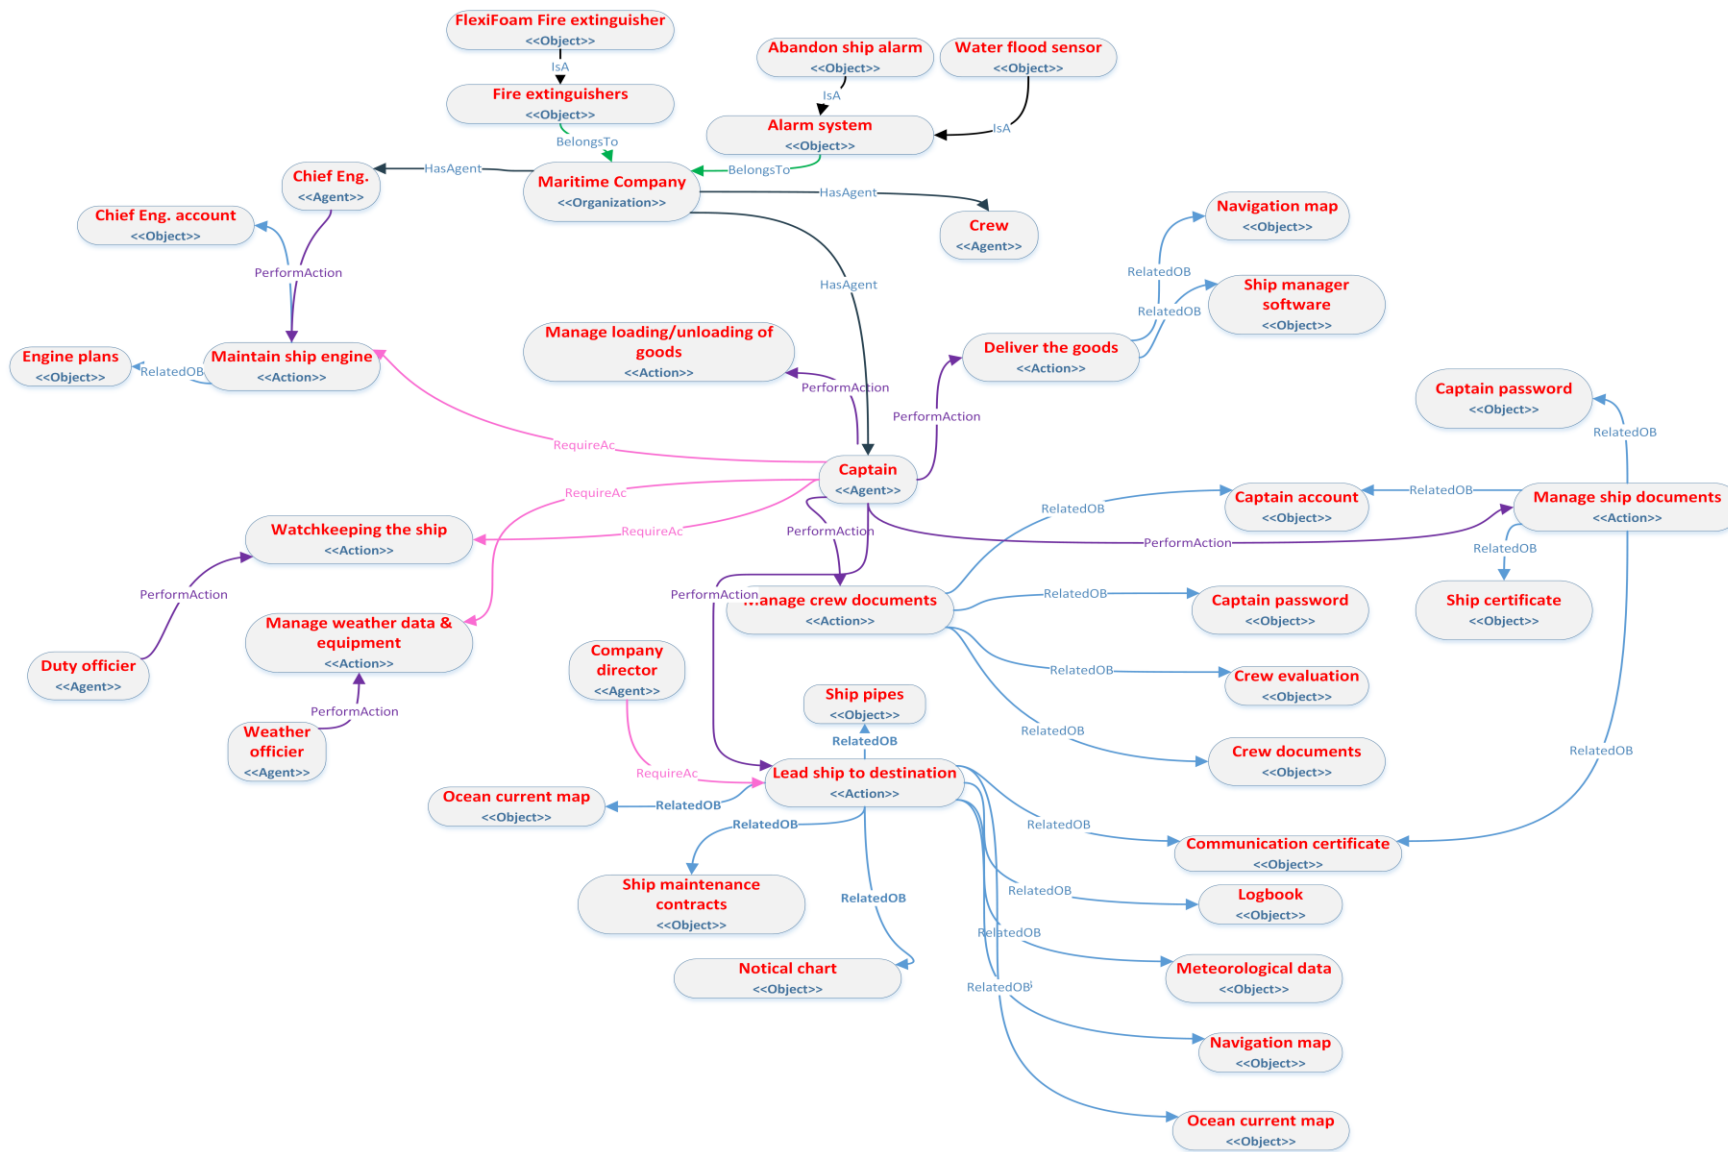 FlexiFoam Fire extinguisher
<<Object>>
Abandon ship alarm
<<Object>>
Water flood sensor
<<Object>>
IsA
IsA
IsA
Fire extinguishers
<<Object>>
Alarm system
<<Object>>
BelongsTo
BelongsTo
Chief Eng.
<<Agent>>
HasAgent
Maritime Company
<<Organization>>
HasAgent
Crew
<<Agent>>
Navigation map
<<Object>>
Chief Eng. account
<<Object>>
PerformAction
HasAgent
RelatedOB
Ship manager
software
<<Object>>
RelatedOB
Manage loading/unloading of
goods
<<Action>>
Deliver the goods
<<Action>>
Engine plans
<<Object>>
RelatedOB
Maintain ship engine
<<Action>>
PerformAction
PerformAction
Captain password
<<Object>>
RelatedOB
RequireAc
Captain
<<Agent>>
RequireAc
RequireAc
PerformAction
RelatedOB
Captain account
<<Object>>
RelatedOB
Manage ship documents
<<Action>>
PerformAction
RelatedOB
Watchkeeping the ship
<<Action>>
PerformAction
PerformAction
Manage crew documents
<<Action>>
RelatedOB
Captain password
<<Object>>
Ship certificate
<<Object>>
Manage weather data &
equipment
<<Action>>
Duty officier
<<Agent>>
PerformAction
Weather
officier
<<Agent>>
Company
director
<<Agent>>
RelatedOB
Crew evaluation
<<Object>>
Ship pipes
<<Object>>
RelatedOB
RelatedOB
Crew documents
<<Object>>
RelatedOB
RequireAc
Lead ship to destination
<<Action>>
Ocean current map
<<Object>>
RelatedOB
RelatedOB
RelatedOB
Communication certificate
<<Object>>
Ship maintenance
contracts
<<Object>>
RelatedOB
RelatedOB
Logbook
<<Object>>
RelatedOB
Notical chart
<<Object>>
Meteorological data
<<Object>>
RelatedOB
Navigation map
<<Object>>
Ocean current map
<<Object>>